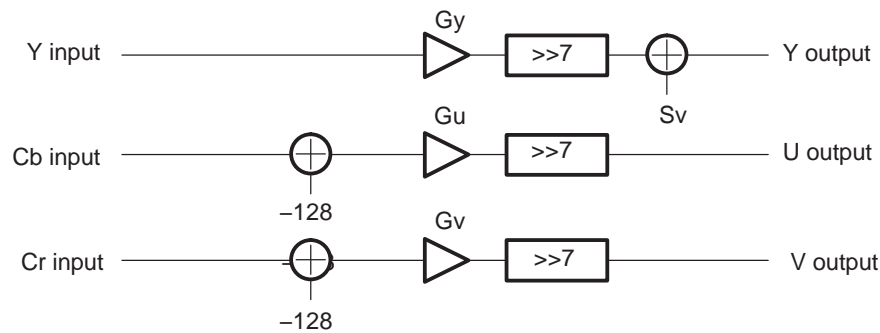 Gy
Y input >>7 Y output
Sv
Gu
Cb input >>7 U output
–128
Gv
Cr input >>7 V output
–128